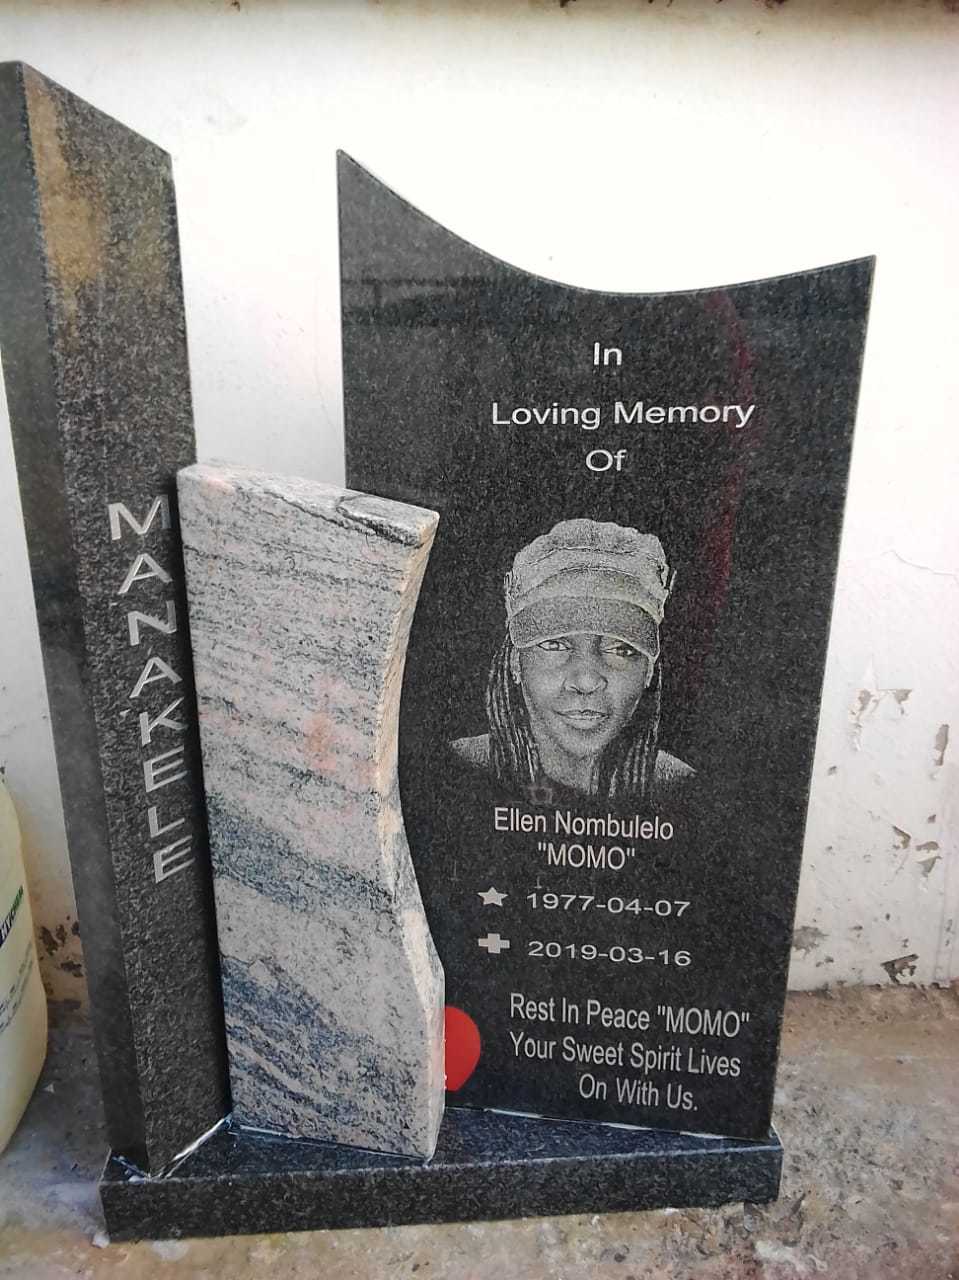 MANAKELE
In
Loving Memory
Of
Ellen Nombulelo
"MOMO"
1977-04-07
2019-03-16
Rest In Peace "MOMO"
Your Sweet Spirit Lives
On With Us.